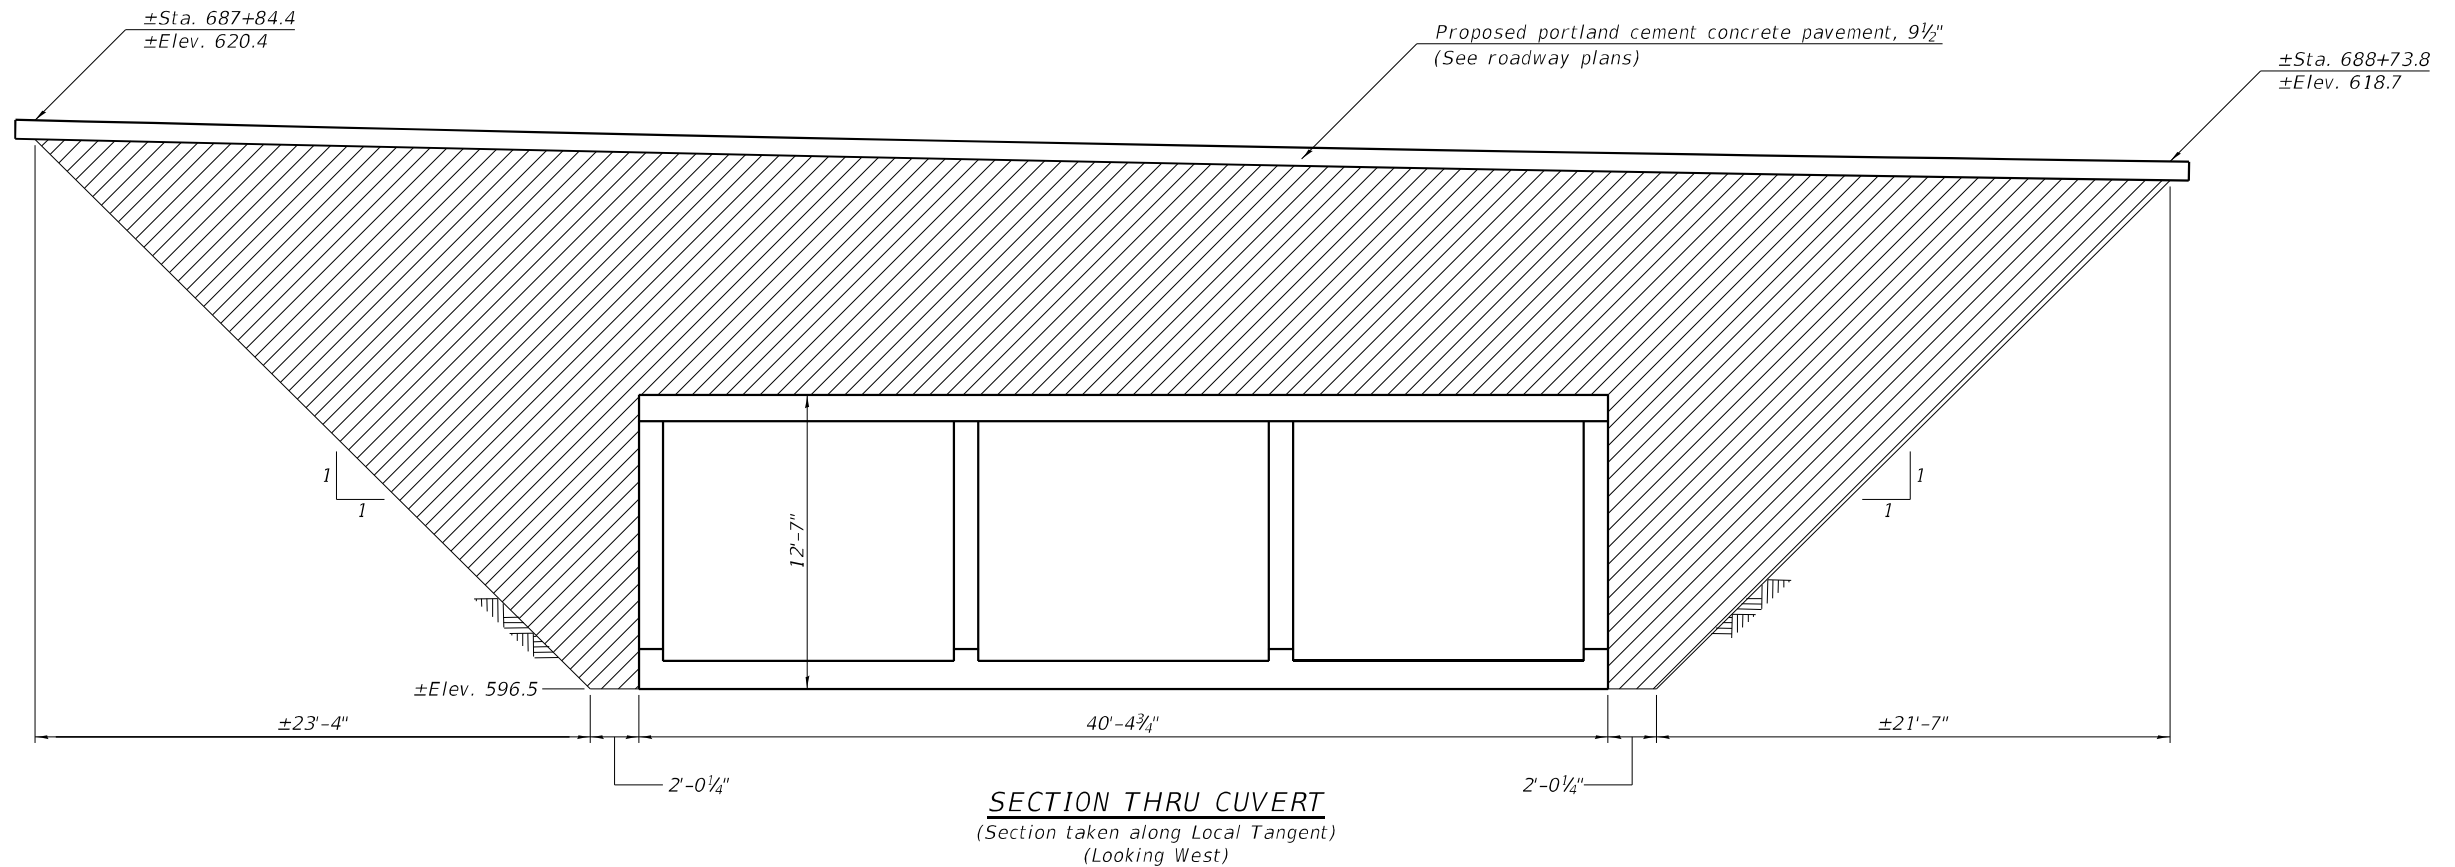 ±Sta. 687+84.4
±Elev. 620.4
Proposed portland cement concrete pavement, 9½"
(See roadway plans)
±Sta. 688+73.8
±Elev. 618.7
1
1
12'-7"
1
1
±Elev. 596.5
±23'-4"
40'-4¾"
±21'-7"
2'-0¼"
2'-0¼"
SECTION THRU CUVERT
(Section taken along Local Tangent)
(Looking West)